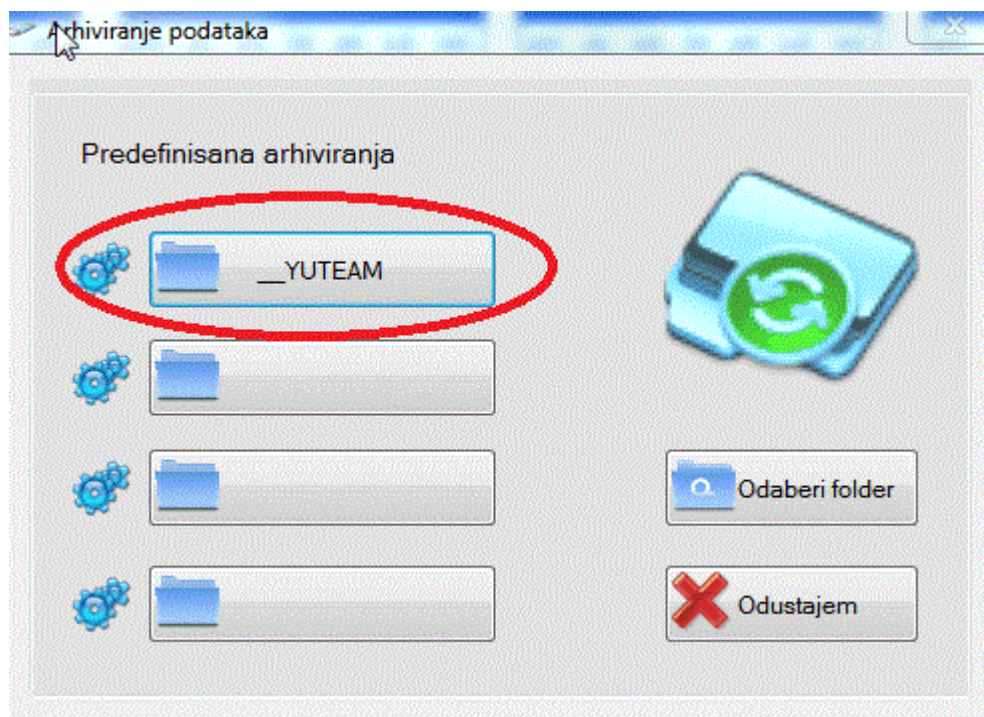 Arhiviranje podataka
Predefinisana arhiviranja
__YUTEAM
Odaberi folder
Odustajem